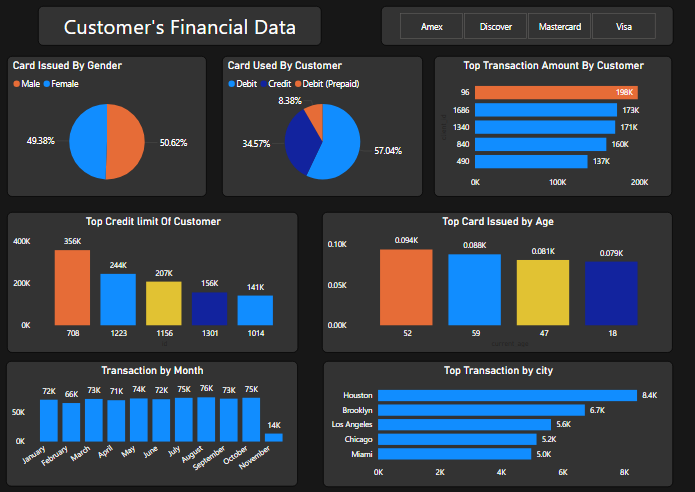 Customer's Financial Data
Amex Discover Mastercard Visa
Card Issued By Gender
Male Female
49.38% 50.62%
Card Used By Customer
Debit Credit Debit (Prepaid)
8.38%
34.57%
57.04%
Top Transaction Amount By Customer
96 198K
1686 173K
1340 171K
840 160K
490 137K
0K 100K 200K
Top Credit limit Of Customer
400K
200K
0K
356K 244K 207K 156K 141K
708 1223 1156 1301 1014
Top Card Issued by Age
0.10K
0.05K
0.00K
0.094K 0.088K 0.081K 0.079K
52 59 47 18
Transaction by Month
50K
0K
72K 66K 73K 71K 74K 72K 75K 76K 73K 75K 14K
January February March April May June July August September October November
Top Transaction by city
Houston 8.4K
Brooklyn 6.7K
Los Angeles 5.6K
Chicago 5.2K
Miami 5.0K
0K 2K 4K 6K 8K